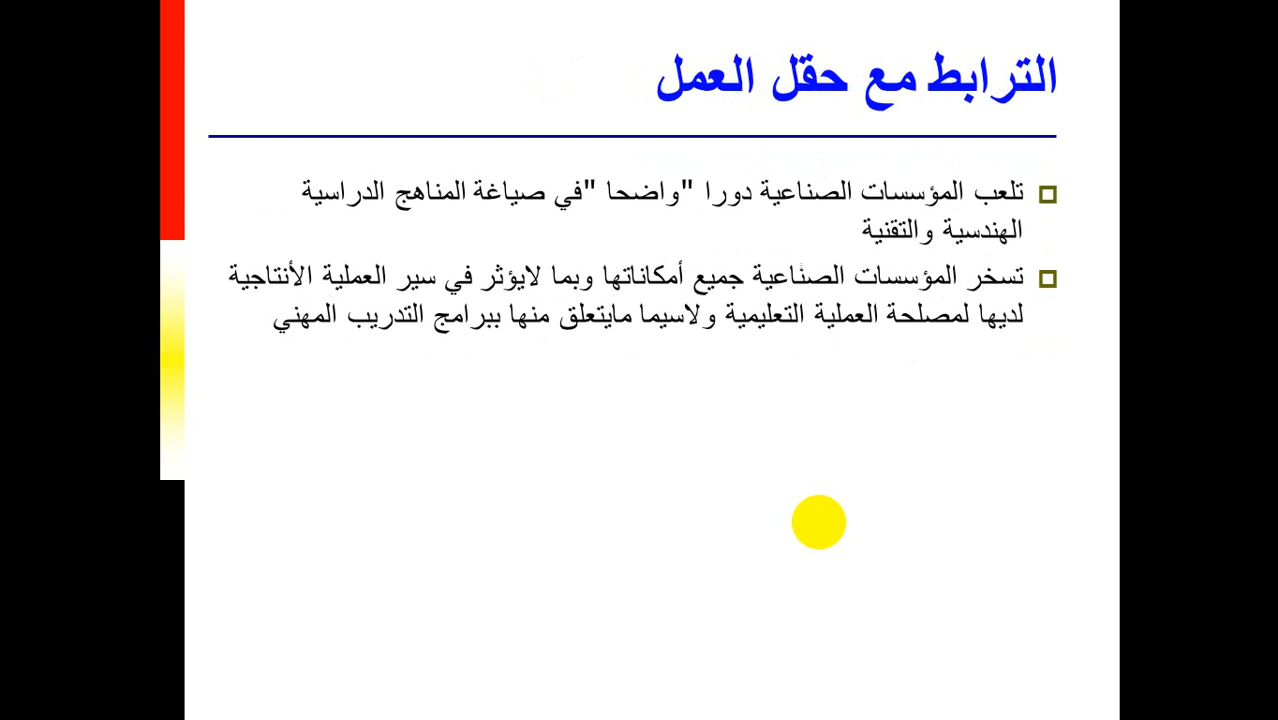 الترابط مع حقل العمل
تلعب المؤسسات الصناعية دورا "واضحا "في صياغة المناهج الدراسية
الهندسية والتقنية
تسخر المؤسسات الصناعية جميع أمكاناتها وبما لايؤثر في سير العملية الأنتاجية
لديها لمصلحة العملية التعليمية ولاسيما مايتعلق منها ببرامج التدريب المهني